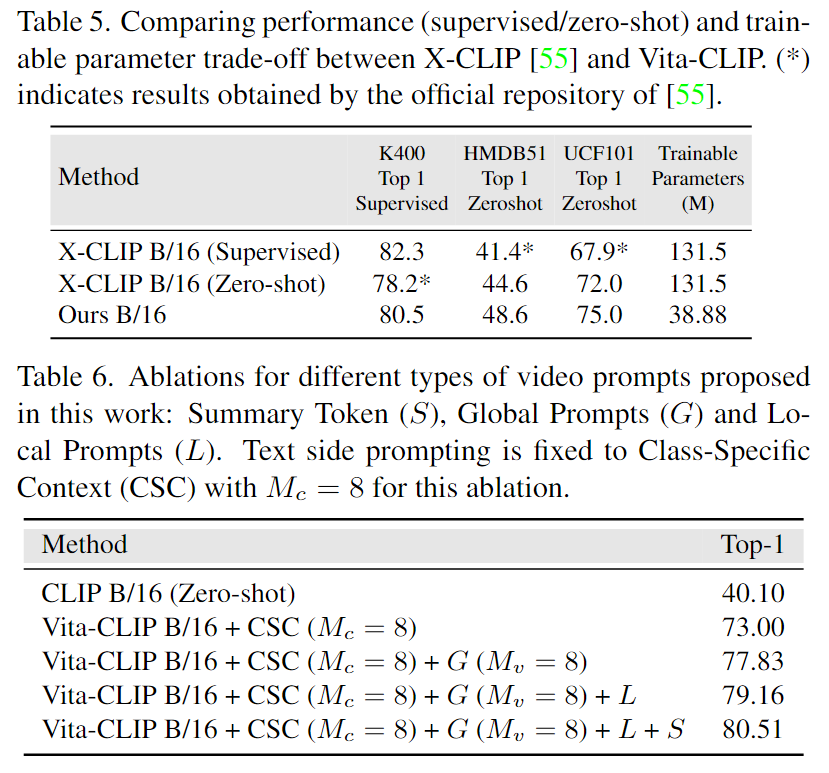 Table 5. Comparing performance (supervised/zero-shot) and train-
able parameter trade-off between X-CLIP [55] and Vita-CLIP. (*)
indicates results obtained by the official repository of [55].
Method K400 Top 1 Supervised HMDB51 Top 1 Zeroshot UCF101 Top 1 Zeroshot Trainable Parameters (M)
X-CLIP B/16 (Supervised) 82.3 41.4* 67.9* 131.5
X-CLIP B/16 (Zero-shot) 78.2* 44.6 72.0 131.5
Ours B/16 80.5 48.6 75.0 38.88
Table 6. Ablations for different types of video prompts proposed
in this work: Summary Token (S), Global Prompts (G) and Lo-
cal Prompts (L). Text side prompting is fixed to Class-Specific
Context (CSC) with M_c = 8 for this ablation.
Method Top-1
CLIP B/16 (Zero-shot) 40.10
Vita-CLIP B/16 + CSC (M_c = 8) 73.00
Vita-CLIP B/16 + CSC (M_c = 8) + G (M_v = 8) 77.83
Vita-CLIP B/16 + CSC (M_c = 8) + G (M_v = 8) + L 79.16
Vita-CLIP B/16 + CSC (M_c = 8) + G (M_v = 8) + L + S 80.51